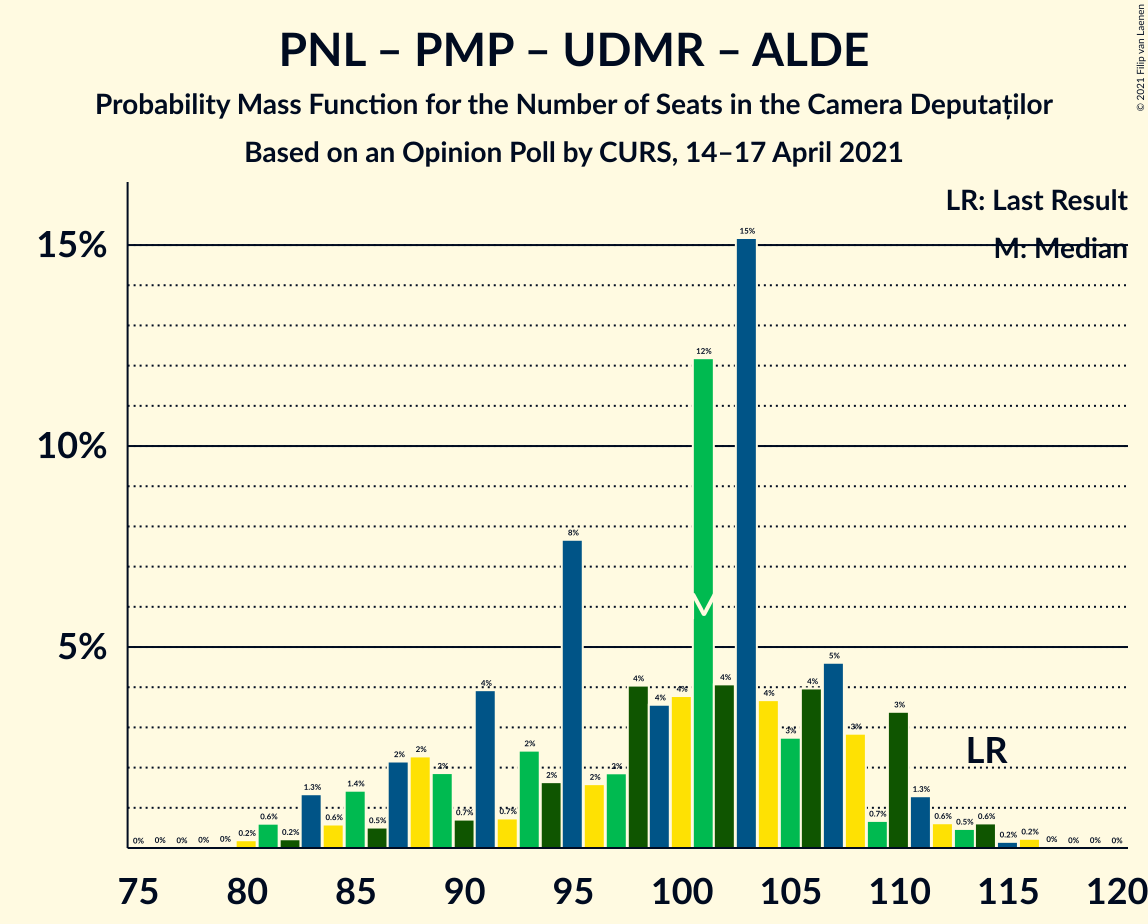 PNL – PMP – UDMR – ALDE
Probability Mass Function for the Number of Seats in the Camera Deputaților
Based on an Opinion Poll by CURS, 14–17 April 2021
© 2021 Filip van Laenen
LR: Last Result
M: Median
15%
10%
5%
0% 0% 0% 0% 0% 0.2% 0.6% 0.2% 1.3% 0.6% 1.4% 0.5% 2% 2% 2% 0.7% 4% 0.7% 2% 2% 8% 2% 2% 4% 4% 4% 12% 4% 15% 4% 3% 4% 5% 3% 0.7% 3% 1.3% 0.6% 0.5% 0.6% 0.2% 0.2% 0% 0% 0% 0%
M
LR
75 80 85 90 95 100 105 110 115 120